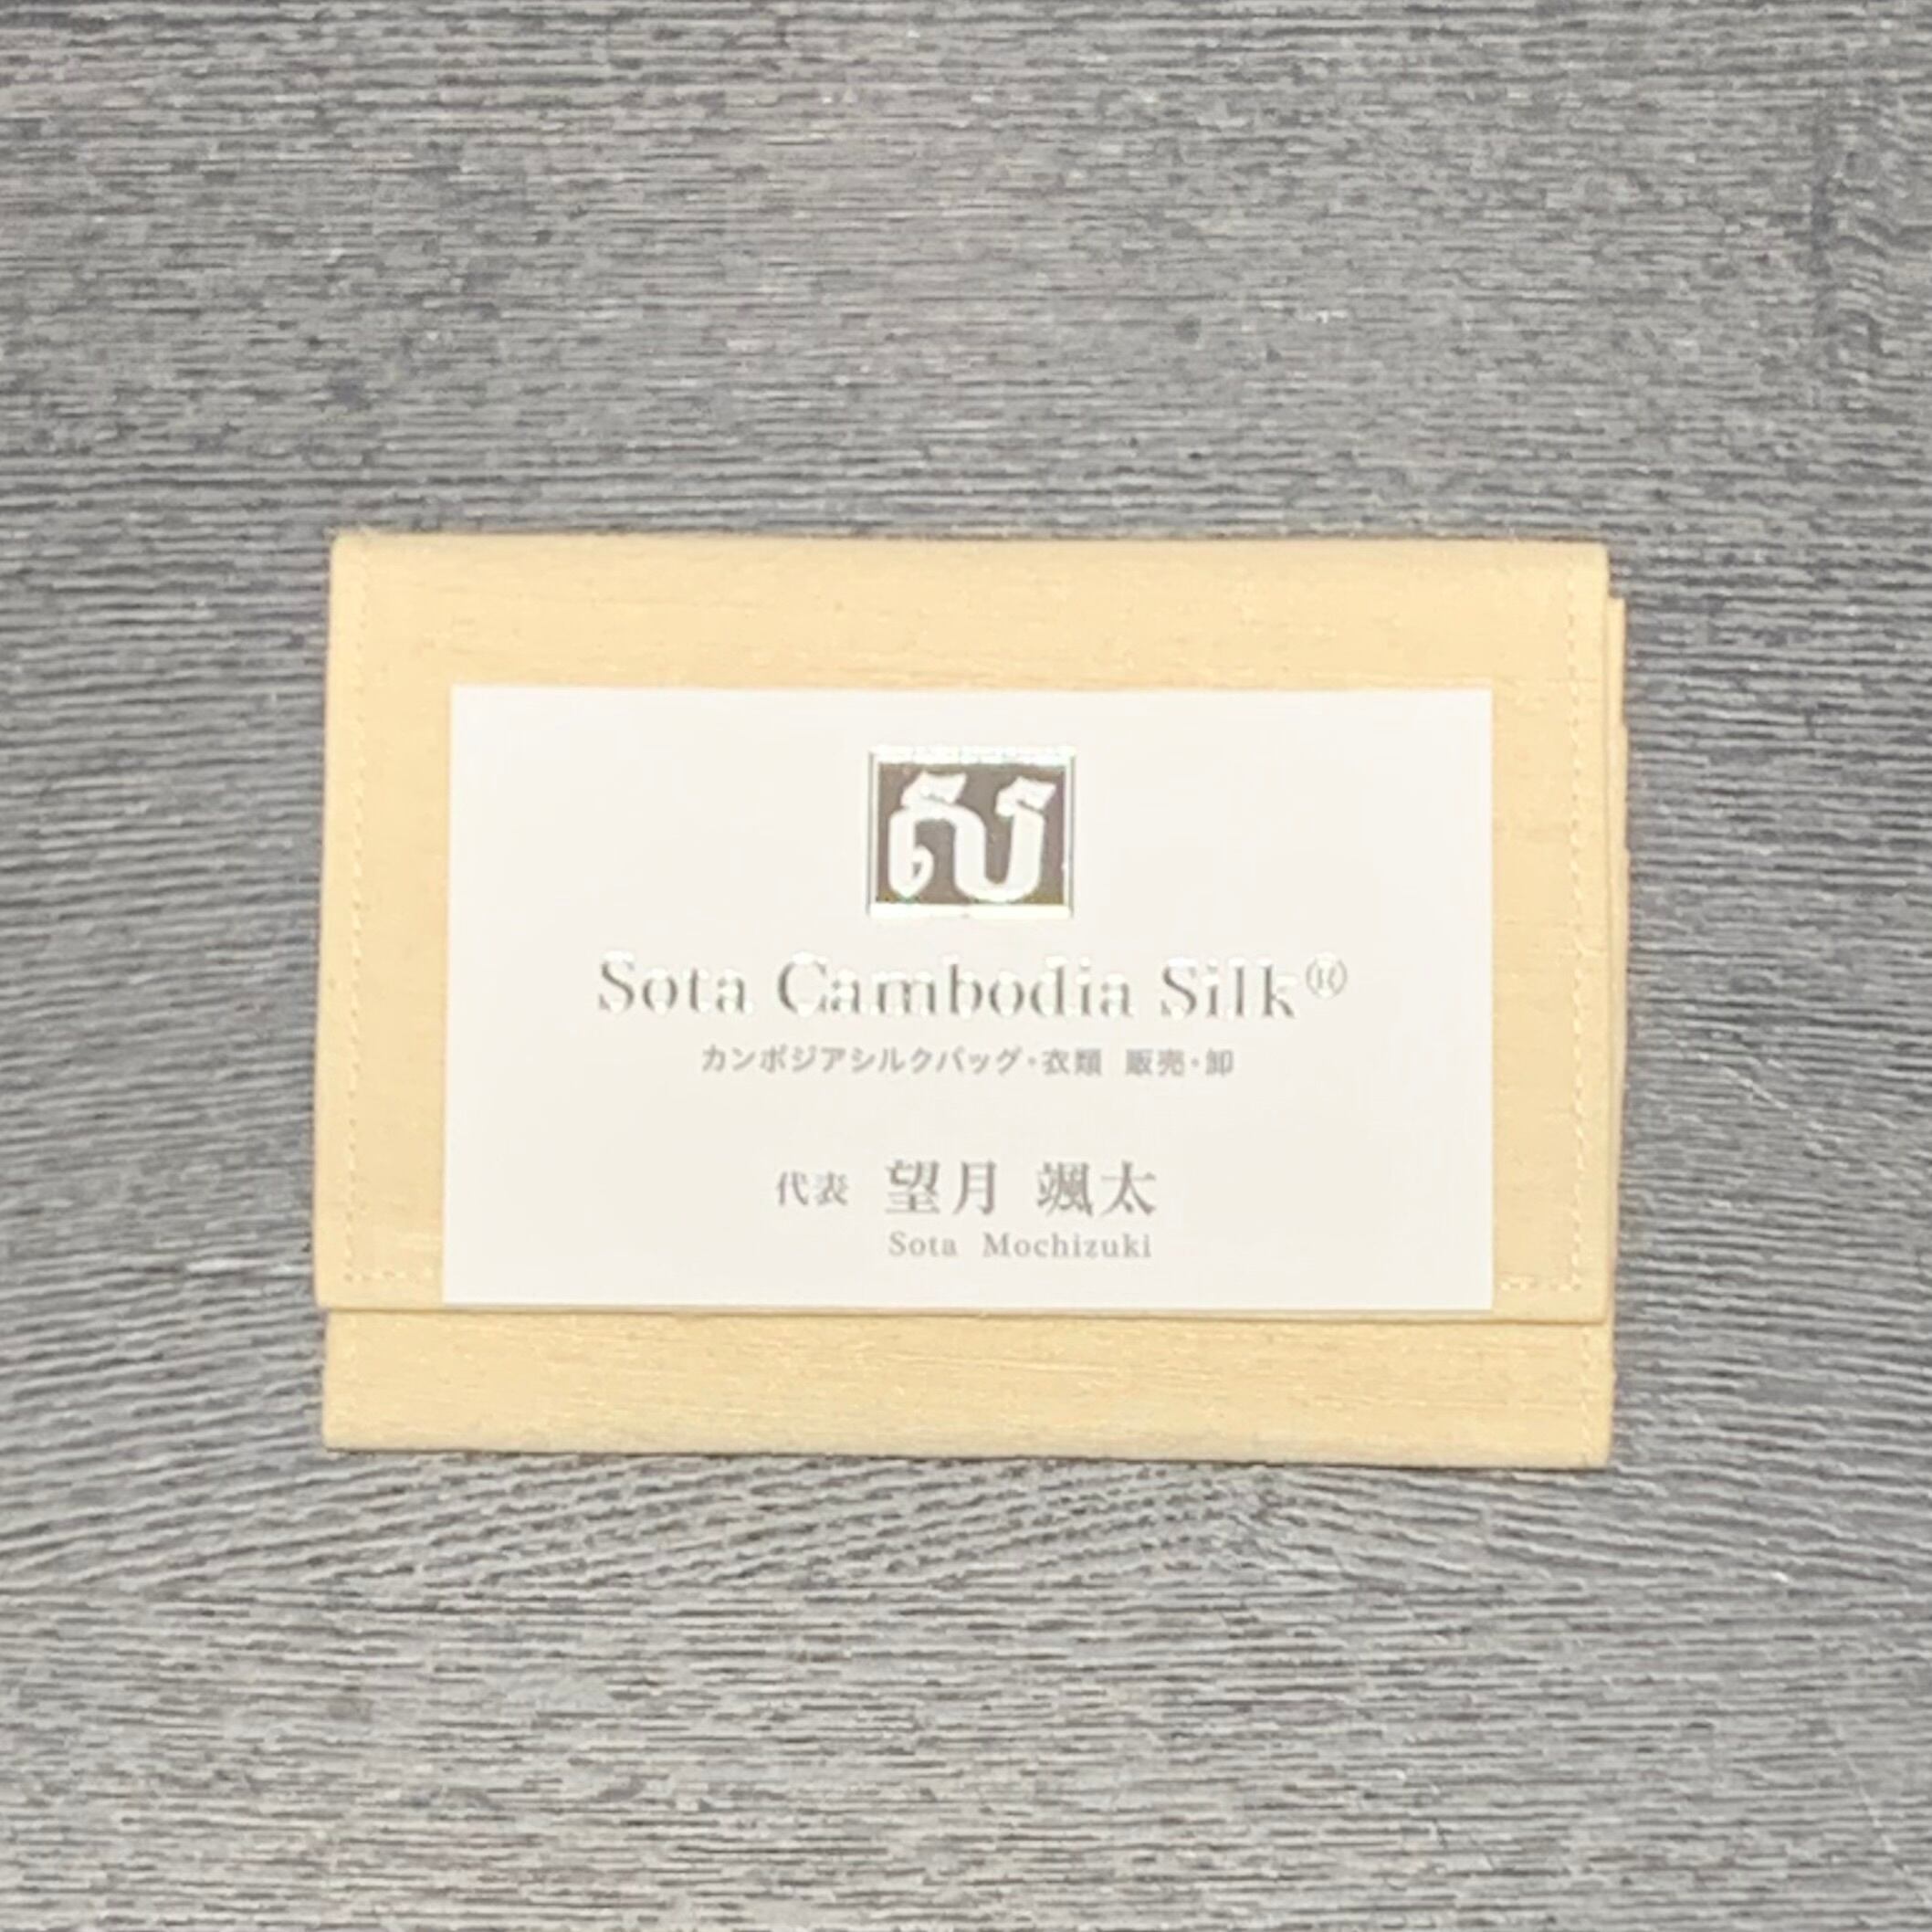 ស
Sota Cambodia Silk®
カンボジアシルクバッグ・衣類 販売・卸
代表 望月 颯太
Sota Mochizuki